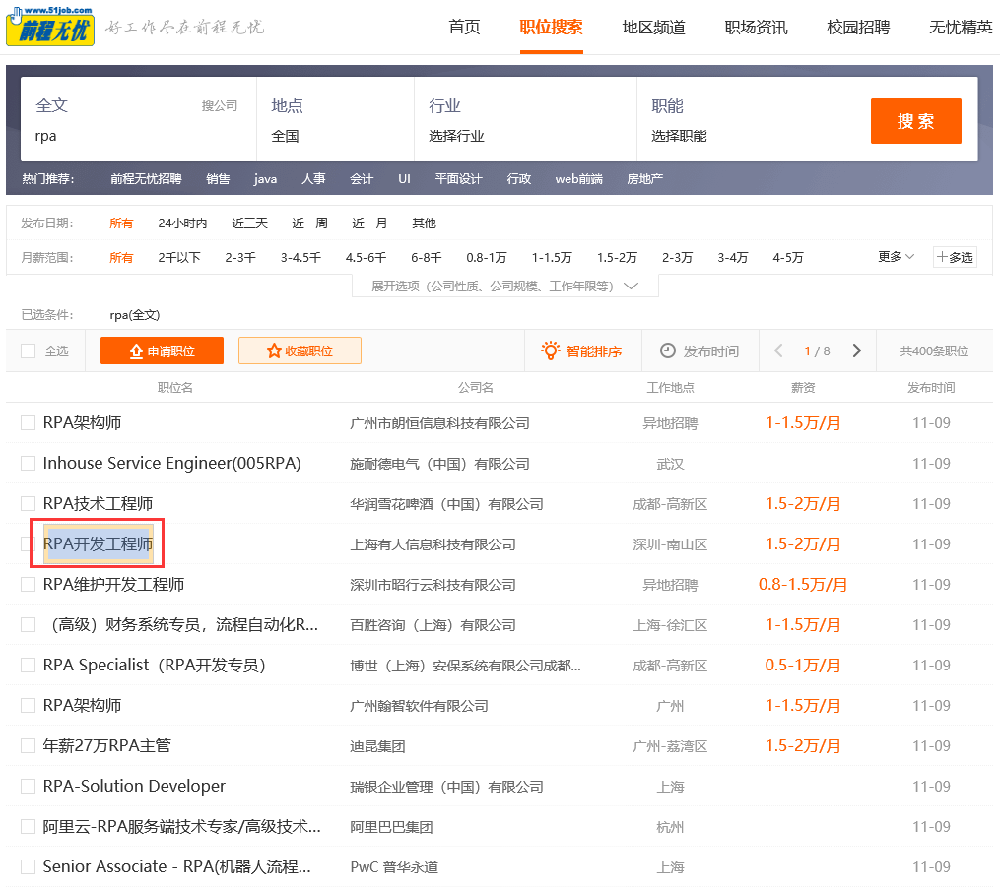 www.51job.com
前程无忧 好工作尽在前程无忧 首页 职位搜索 地区频道 职场资讯 校园招聘 无忧精英
全文 搜公司 地点 行业 职能
rpa 全国 选择行业 选择职能 搜索
热门推荐: 前程无忧招聘 销售 java 人事 会计 UI 平面设计 行政 web前端 房地产
发布日期: 所有 24小时内 近三天 近一周 近一月 其他
月薪范围: 所有 2千以下 2-3千 3-4.5千 4.5-6千 6-8千 0.8-1万 1-1.5万 1.5-2万 2-3万 3-4万 4-5万 更多 +多选
展开选项（公司性质、公司规模、工作年限等）
已选条件: rpa(全文)
全选 申请职位 收藏职位 智能排序 发布时间 1 / 8 共400条职位
职位名 公司名 工作地点 薪资 发布时间
RPA架构师 广州市朗恒信息科技有限公司 异地招聘 1-1.5万/月 11-09
Inhouse Service Engineer(005RPA) 施耐德电气（中国）有限公司 武汉 11-09
RPA技术工程师 华润雪花啤酒（中国）有限公司 成都-高新区 1.5-2万/月 11-09
RPA开发工程师 上海有大信息科技有限公司 深圳-南山区 1.5-2万/月 11-09
RPA维护开发工程师 深圳市昭行云科技有限公司 异地招聘 0.8-1.5万/月 11-09
（高级）财务系统专员，流程自动化R... 百胜咨询（上海）有限公司 上海-徐汇区 1-1.5万/月 11-09
RPA Specialist（RPA开发专员） 博世（上海）安保系统有限公司成都... 成都-高新区 0.5-1万/月 11-09
RPA架构师 广州翰智软件有限公司 广州 1-1.5万/月 11-09
年薪27万RPA主管 迪昆集团 广州-荔湾区 1.5-2万/月 11-09
RPA-Solution Developer 瑞银企业管理（中国）有限公司 上海 11-09
阿里云-RPA服务端技术专家/高级技术... 阿里巴巴集团 杭州 11-09
Senior Associate - RPA(机器人流程... PwC 普华永道 上海 11-09